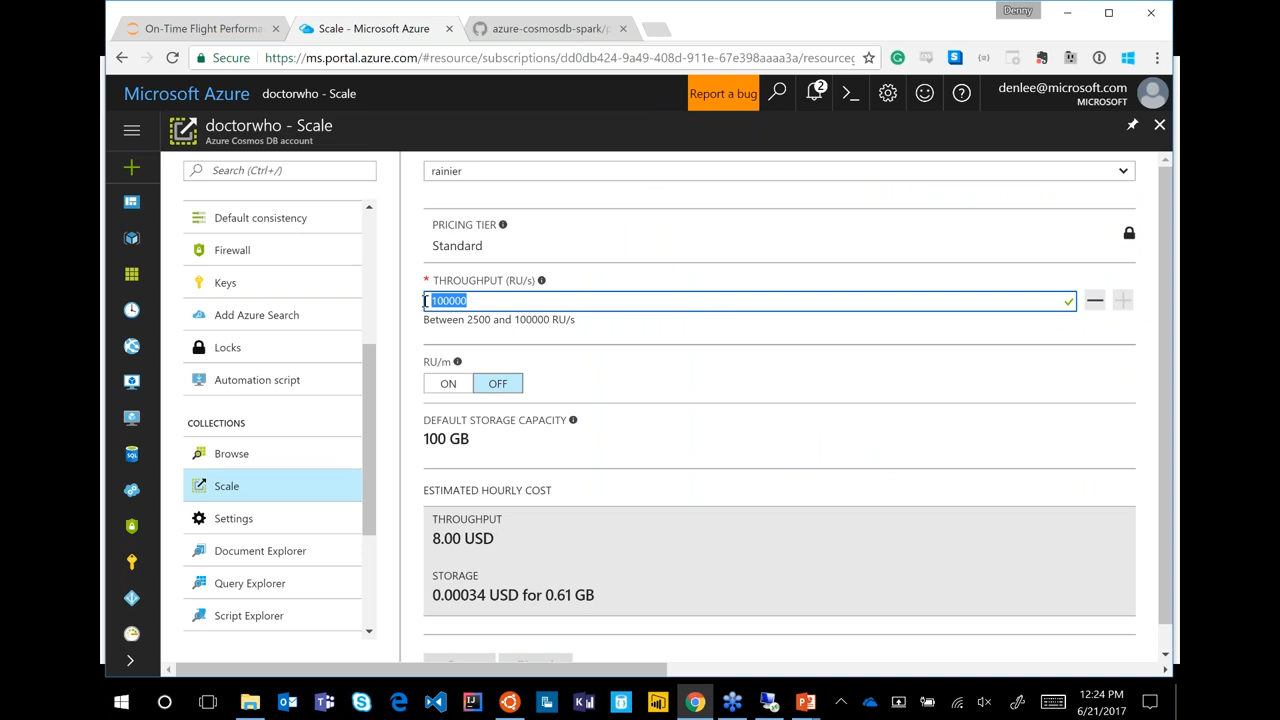 Denny
On-Time Flight Performa
Scale - Microsoft Azure
azure-cosmosdb-spark/p
Secure
https://ms.portal.azure.com/#resource/subscriptions/dd0db424-9a49-408d-911e-67e398aaaa3a/resourceg
Microsoft Azure
doctorwho - Scale
Report a bug
2
denlee@microsoft.com
MICROSOFT
doctorwho - Scale
Azure Cosmos DB account
Search (Ctrl+/)
Default consistency
Firewall
Keys
Add Azure Search
Locks
Automation script
COLLECTIONS
Browse
Scale
Settings
Document Explorer
Query Explorer
Script Explorer
rainier
PRICING TIER
Standard
* THROUGHPUT (RU/s)
100000
Between 2500 and 100000 RU/s
RU/m
ON
OFF
DEFAULT STORAGE CAPACITY
100 GB
ESTIMATED HOURLY COST
THROUGHPUT
8.00 USD
STORAGE
0.00034 USD for 0.61 GB
12:24 PM
6/21/2017